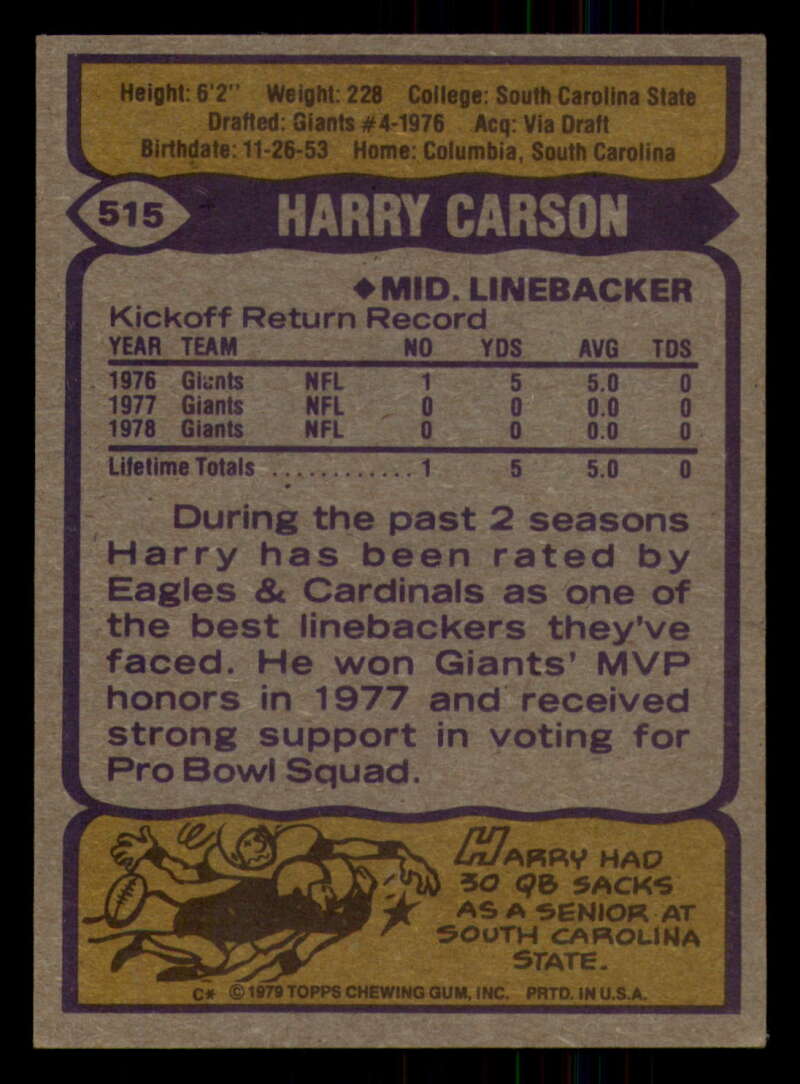 Height: 6'2" Weight: 228 College: South Carolina State
Drafted: Giants #4-1976 Acq: Via Draft
Birthdate: 11-26-53 Home: Columbia, South Carolina
515 HARRY CARSON
◆MID. LINEBACKER
Kickoff Return Record
YEAR TEAM NO YDS AVG TDS
1976 Giants NFL 1 5 5.0 0
1977 Giants NFL 0 0 0.0 0
1978 Giants NFL 0 0 0.0 0
Lifetime Totals ............1 5 5.0 0
During the past 2 seasons
Harry has been rated by
Eagles & Cardinals as one of
the best linebackers they've
faced. He won Giants' MVP
honors in 1977 and received
strong support in voting for
Pro Bowl Squad.
HARRY HAD
30 QB SACKS
AS A SENIOR AT
SOUTH CAROLINA
STATE.
C* © 1979 TOPPS CHEWING GUM, INC. PRTD. IN U.S.A.